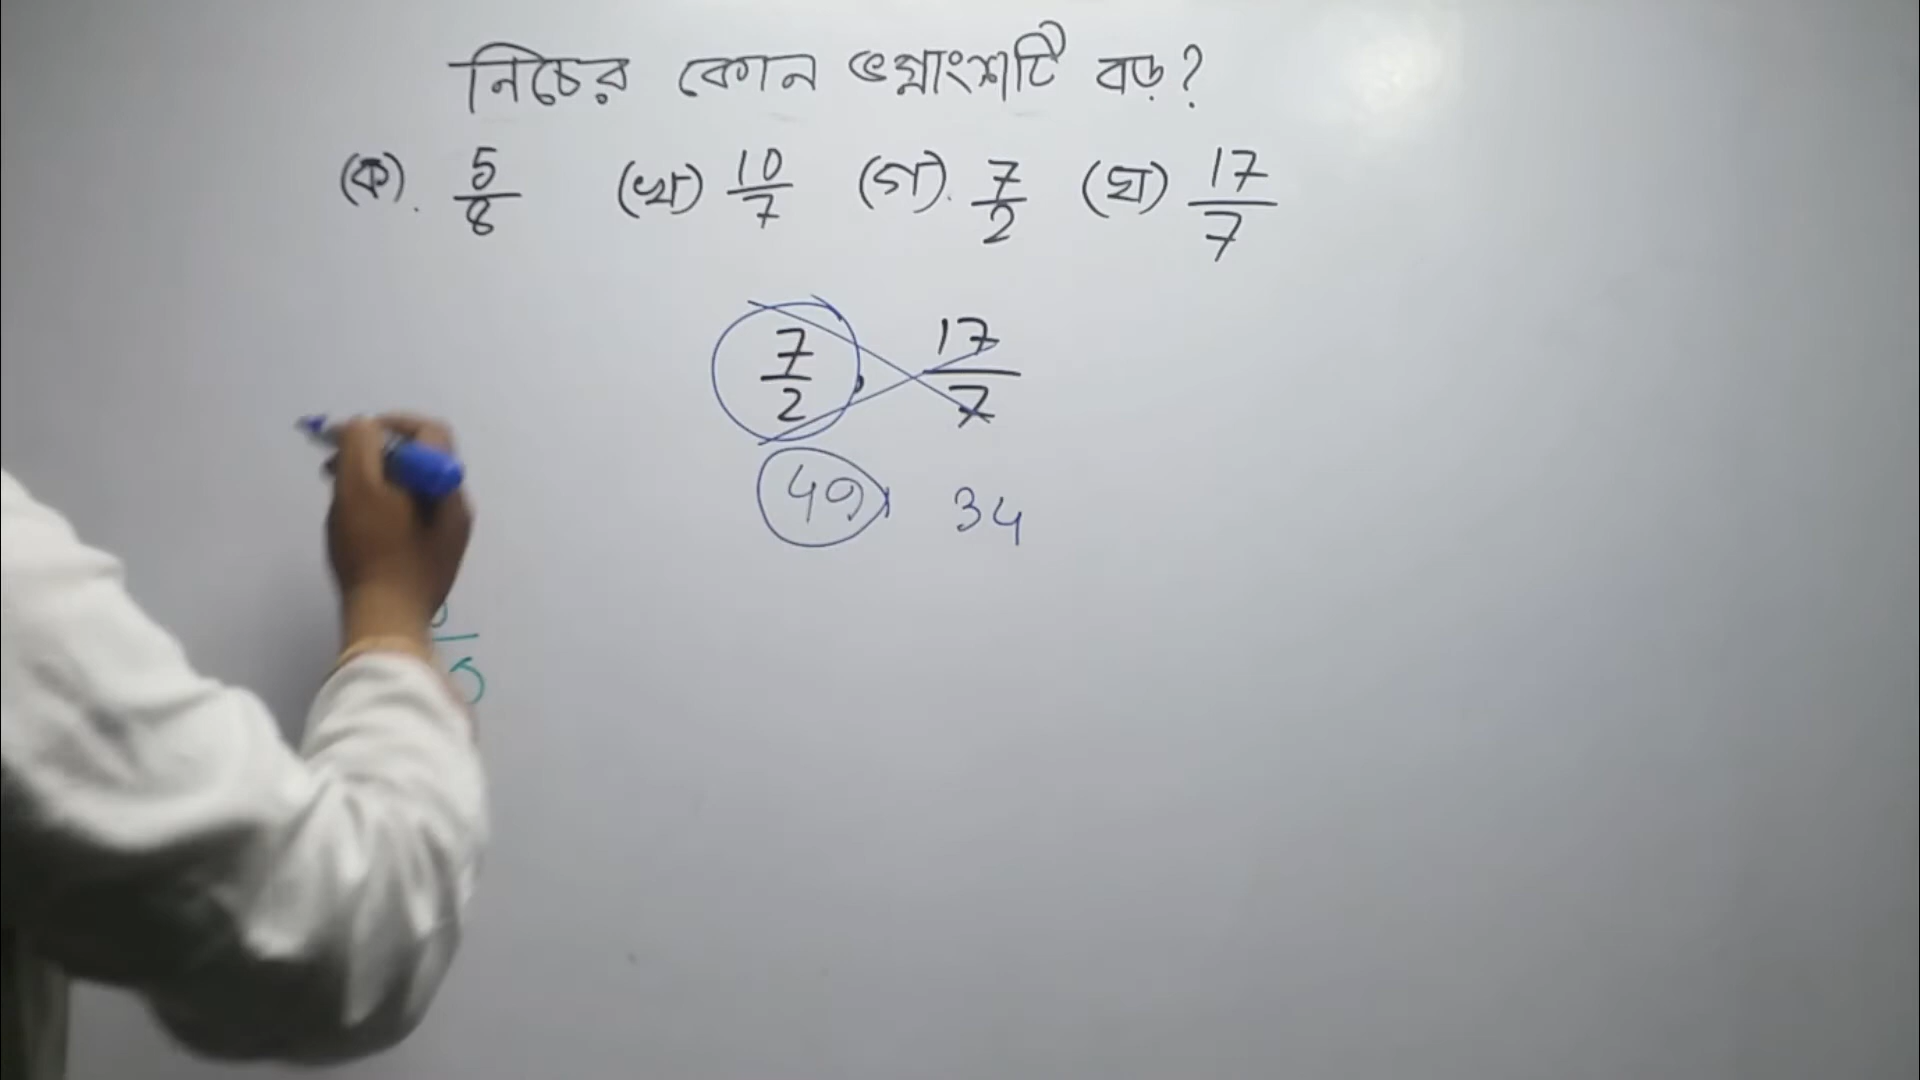 নিচের কোন ভগ্নাংশটি বড়?
(ক). 5/8 (খ) 10/7 (গ). 7/2 (ঘ) 17/7
7/2, 17/7
49 34